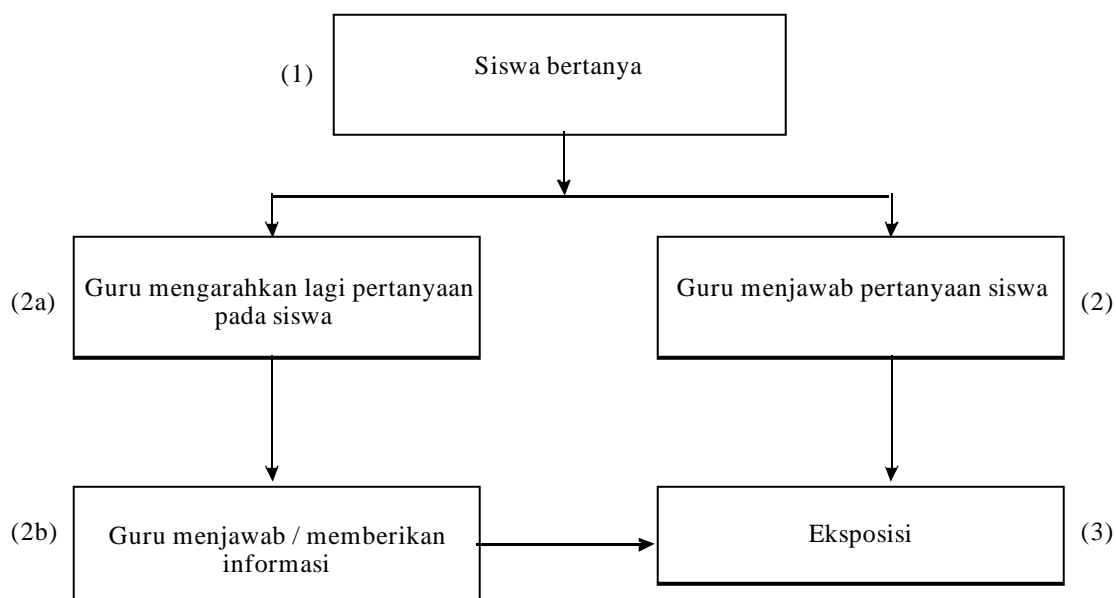 (1)
Siswa bertanya
(2a)
Guru mengarahkan lagi pertanyaan
pada siswa
Guru menjawab pertanyaan siswa
(2)
(2b)
Guru menjawab / memberikan
informasi
Eksposisi
(3)